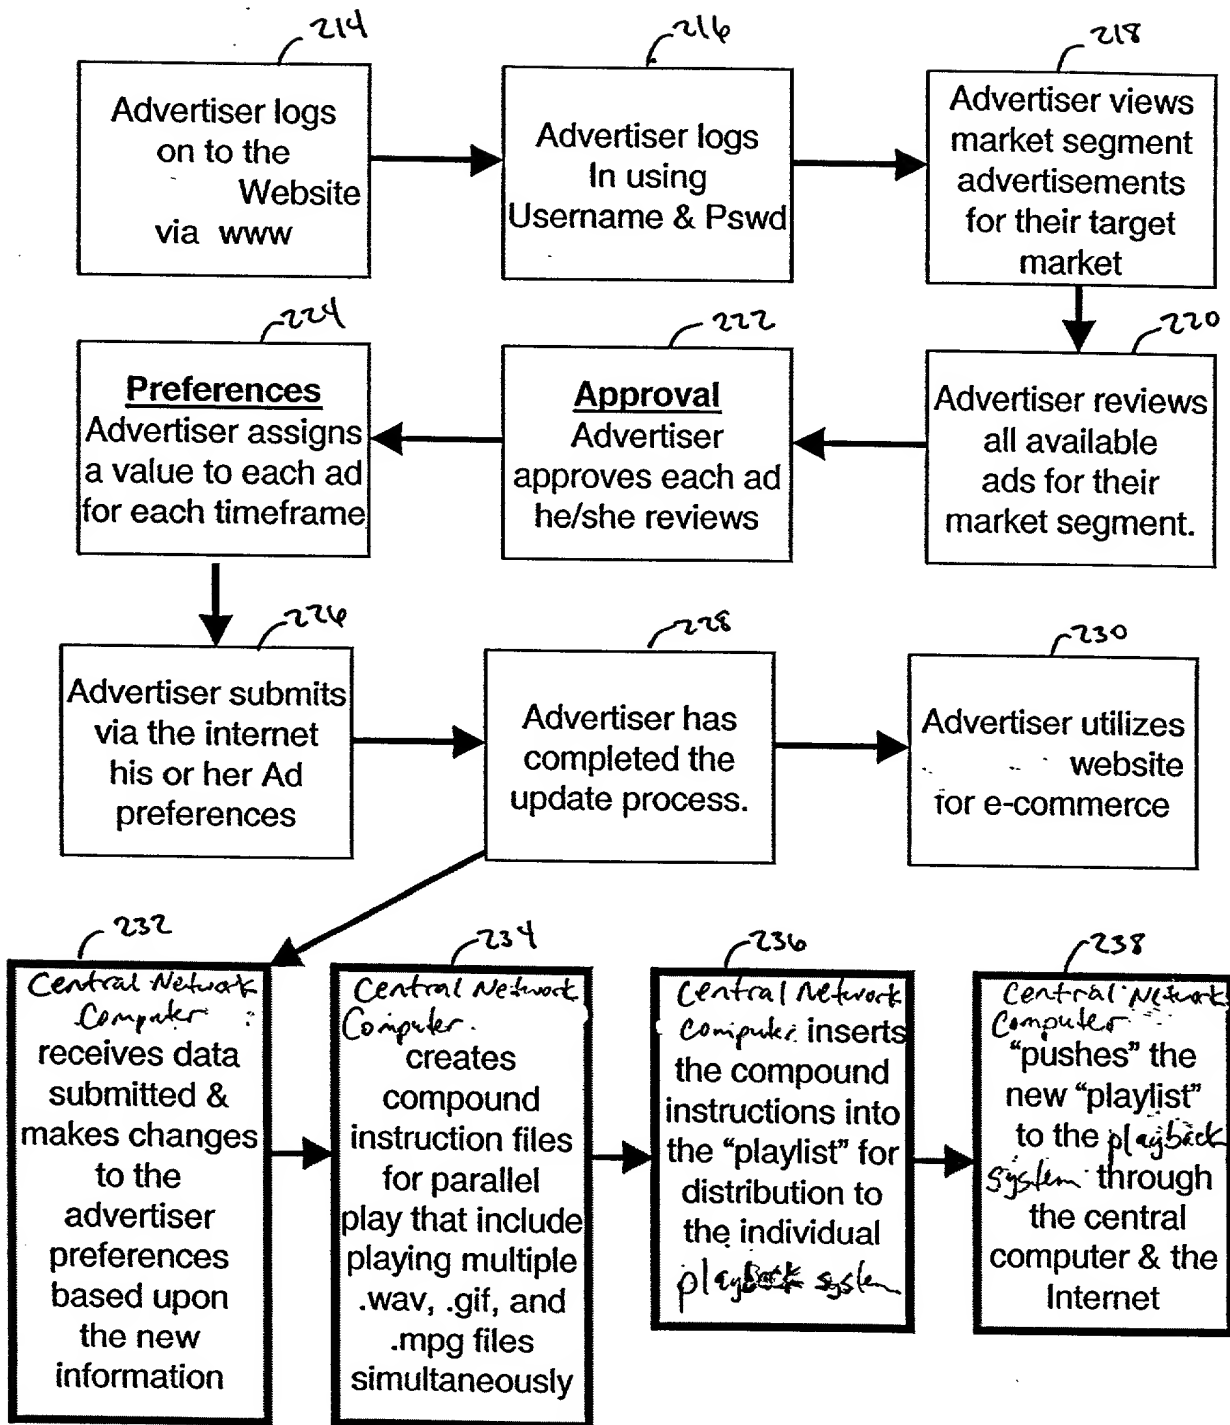 214
Advertiser logs
on to the
Website
via www
216
Advertiser logs
In using
Username & Pswd
218
Advertiser views
market segment
advertisements
for their target
market
220
Advertiser reviews
all available
ads for their
market segment.
222
Approval
Advertiser
approves each ad
he/she reviews
224
Preferences
Advertiser assigns
a value to each ad
for each timeframe
226
Advertiser submits
via the internet
his or her Ad
preferences
228
Advertiser has
completed the
update process.
230
Advertiser utilizes
website
for e-commerce
232
Central Network
Computer
receives data
submitted &
makes changes
to the
advertiser
preferences
based upon
the new
information
234
Central Network
Computer
creates
compound
instruction files
for parallel
play that include
playing multiple
.wav, .gif, and
.mpg files
simultaneously
236
Central Network
Computer inserts
the compound
instructions into
the “playlist” for
distribution to
the individual
playback system
238
Central Network
Computer
“pushes” the
new “playlist”
to the playback
system through
the central
computer & the
Internet